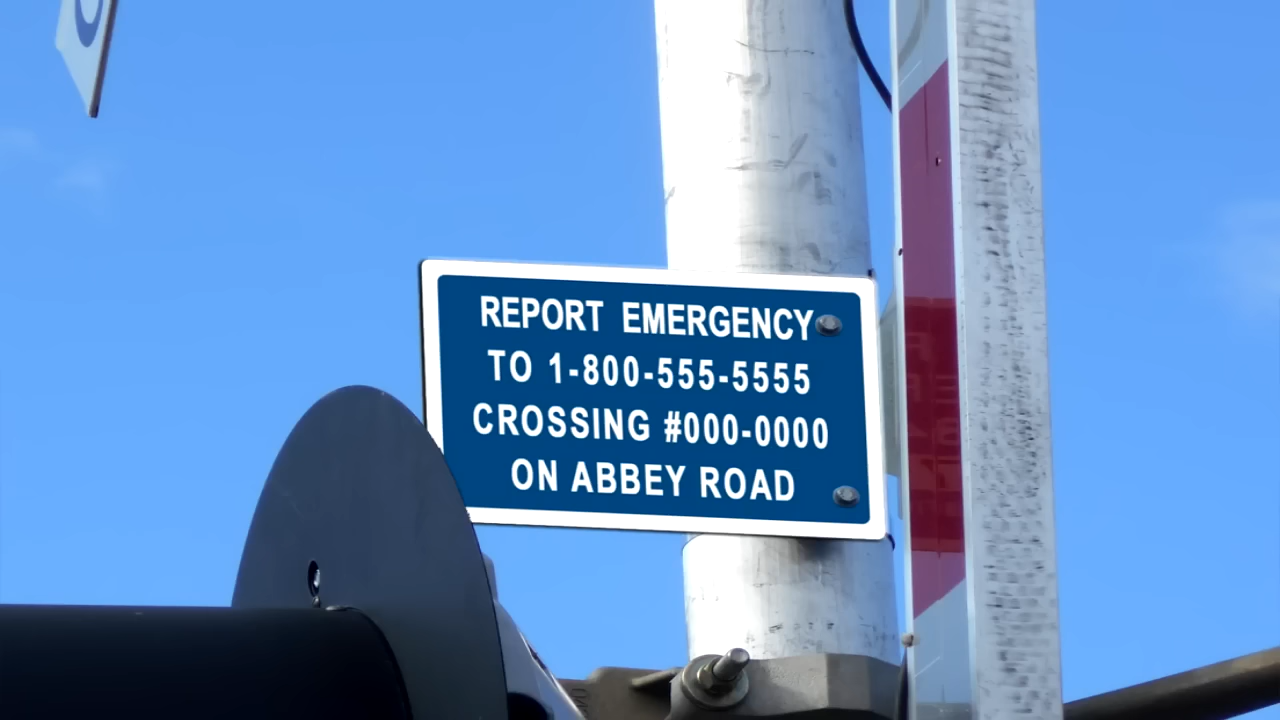 REPORT EMERGENCY
TO 1-800-555-5555
CROSSING #000-0000
ON ABBEY ROAD